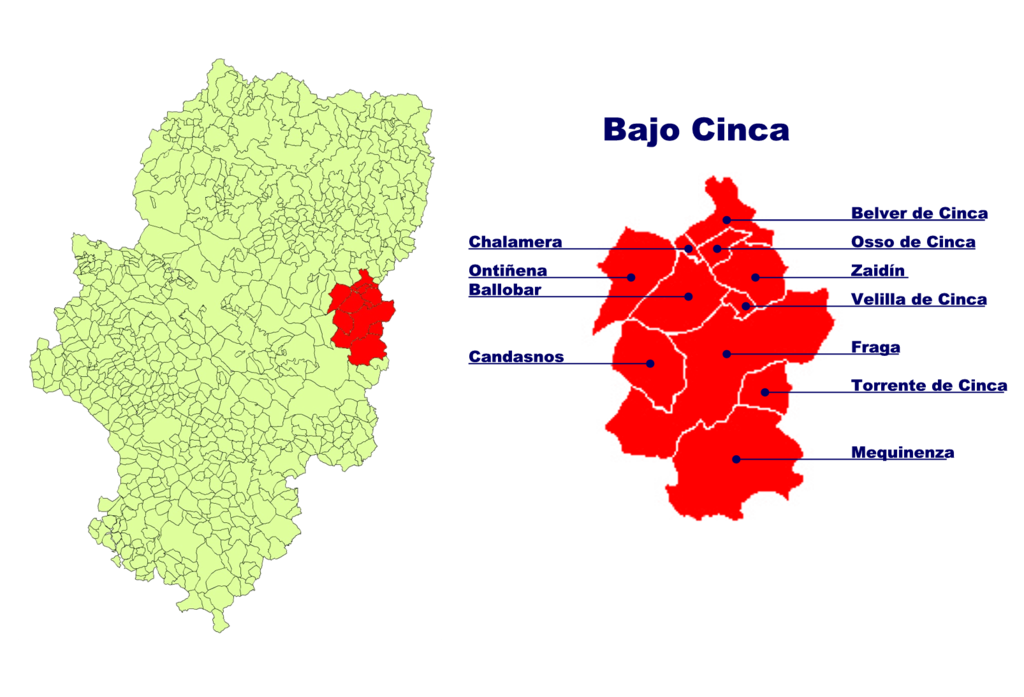 Bajo Cinca
Belver de Cinca
Chalamera
Osso de Cinca
Ontiñena
Zaidín
Ballobar
Velilla de Cinca
Fraga
Candasnos
Torrente de Cinca
Mequinenza